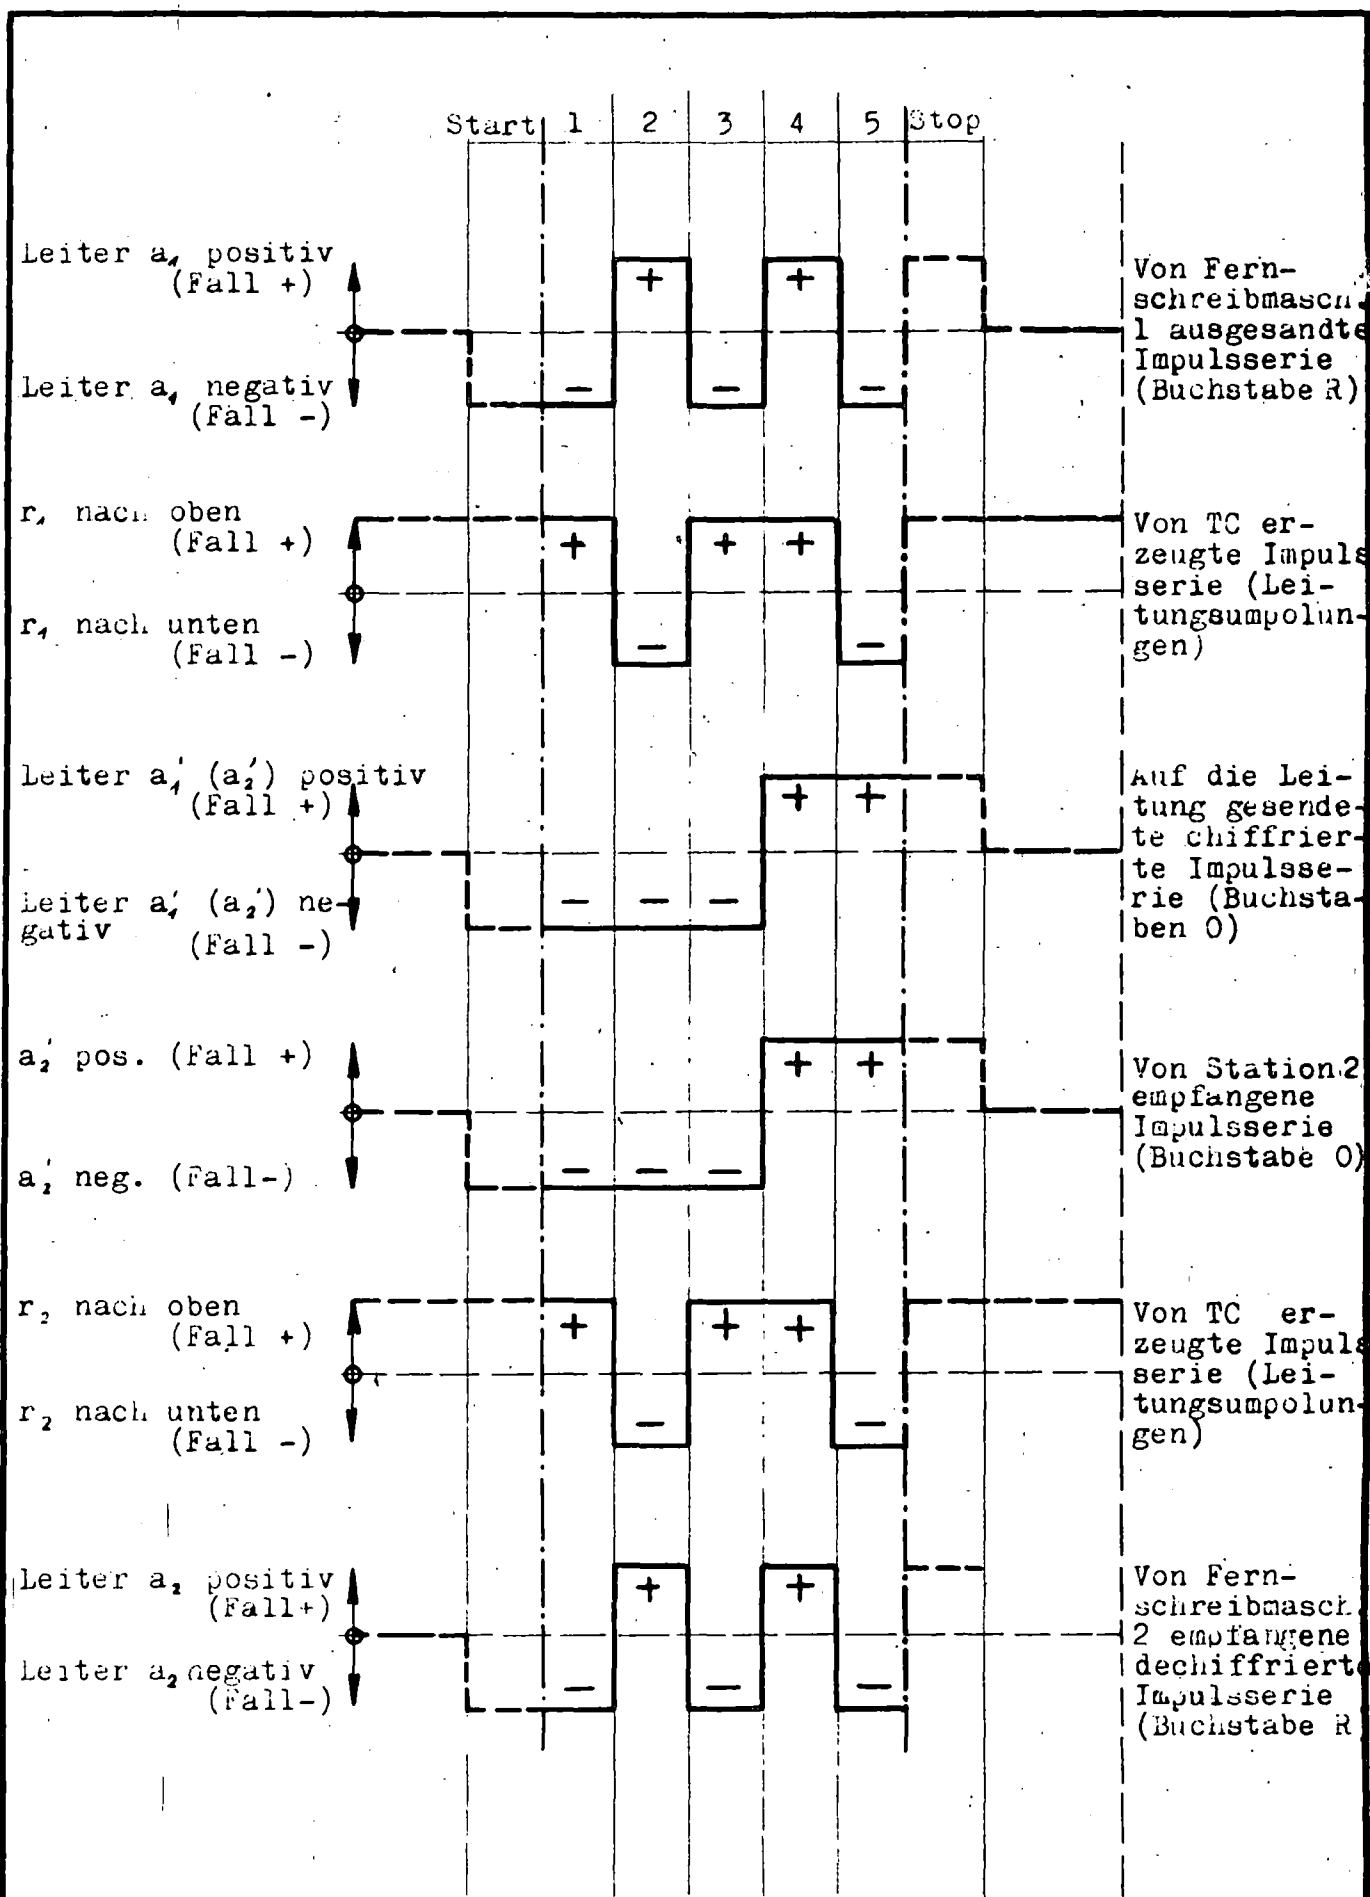 Start 1 2 3 4 5 Stop
Leiter a₁ positiv
(Fall +)
+ +
Leiter a₁ negativ
(Fall -)
- - -
Von Fern-
schreibmasch.
1 ausgesandte
Impulsserie
(Buchstabe R)
r₁ nach oben
(Fall +)
+ + +
r₁ nach unten
(Fall -)
- -
Von TC er-
zeugte Impuls
serie (Lei-
tungsumpolun-
gen)
Leiter a₁' (a₂') positiv
(Fall +)
+ +
Leiter a₁' (a₂') ne-
gativ
(Fall -)
- - -
Auf die Lei-
tung gesende-
te chiffrier-
te Impulsse-
rie (Buchsta-
ben O)
a₂' pos. (Fall +)
+ +
a₂' neg. (Fall-)
- - -
Von Station 2
empfangene
Impulsserie
(Buchstabe O)
r₂ nach oben
(Fall +)
+ + +
r₂ nach unten
(Fall -)
- -
Von TC er-
zeugte Impuls
serie (Lei-
tungsumpolun-
gen)
Leiter a₂ positiv
(Fall+)
+ +
Leiter a₂ negativ
(Fall-)
- - -
Von Fern-
schreibmasch.
2 empfangene
dechiffrierte
Impulsserie
(Buchstabe R